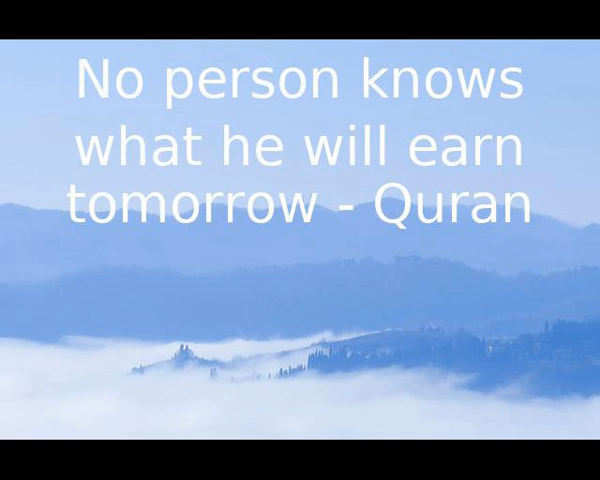 No person knows
what he will earn
tomorrow - Quran